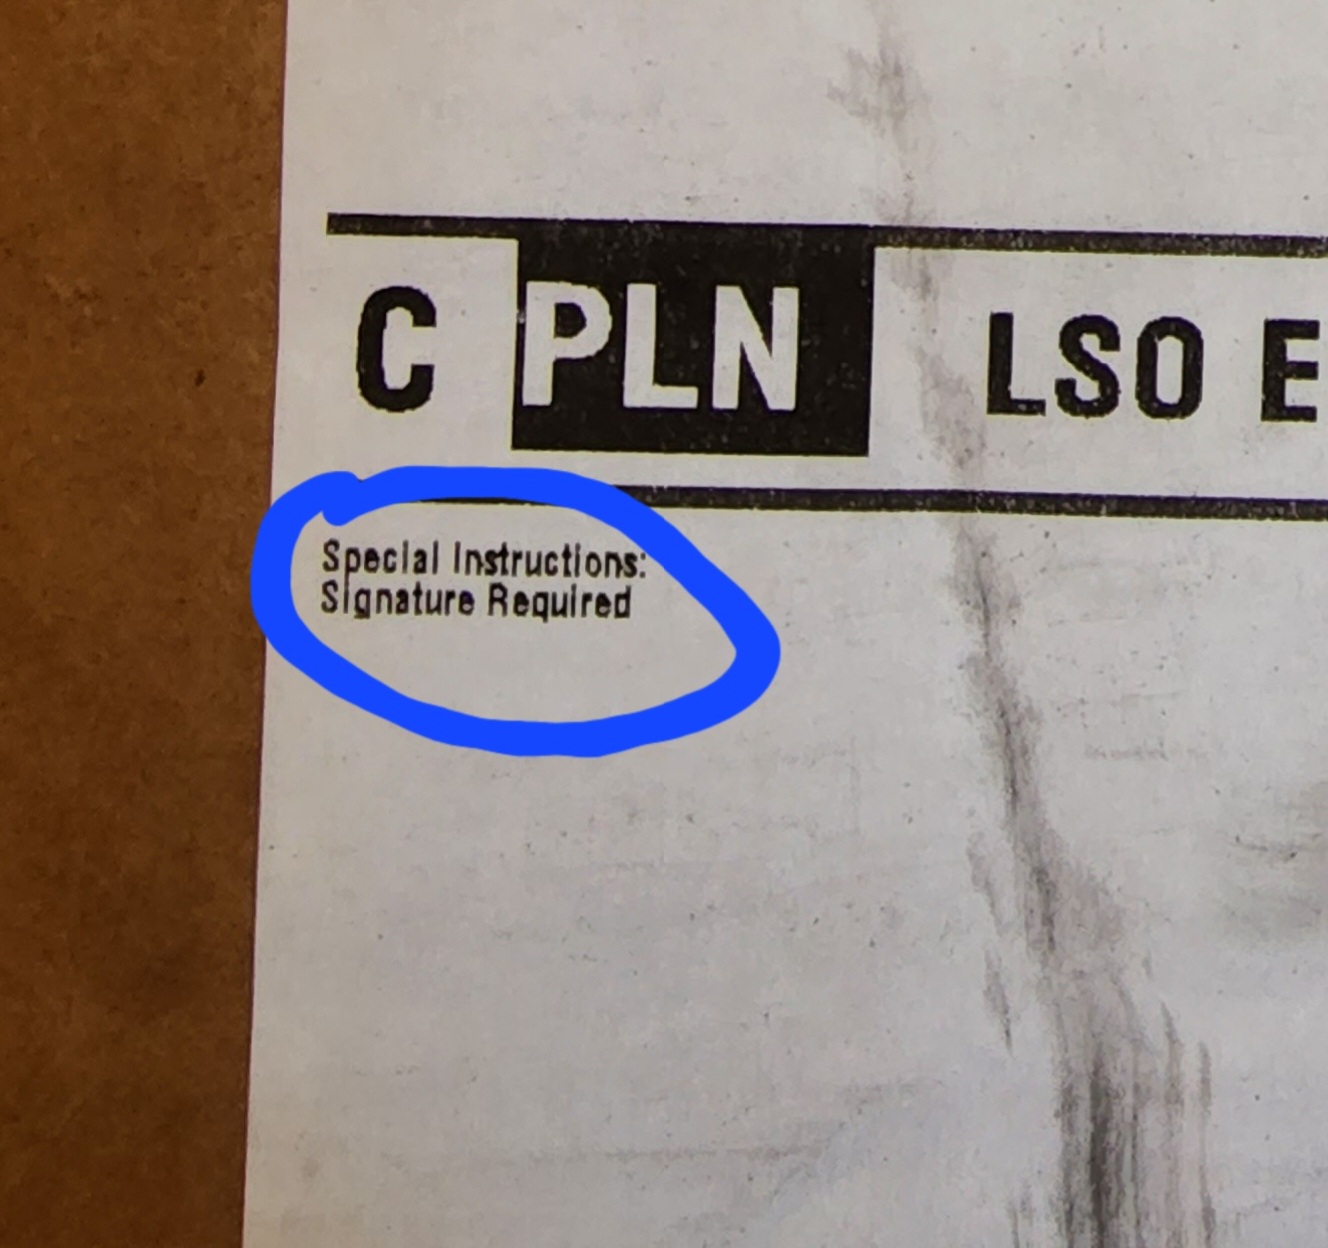 C PLN LSO E
Special Instructions:
Signature Required